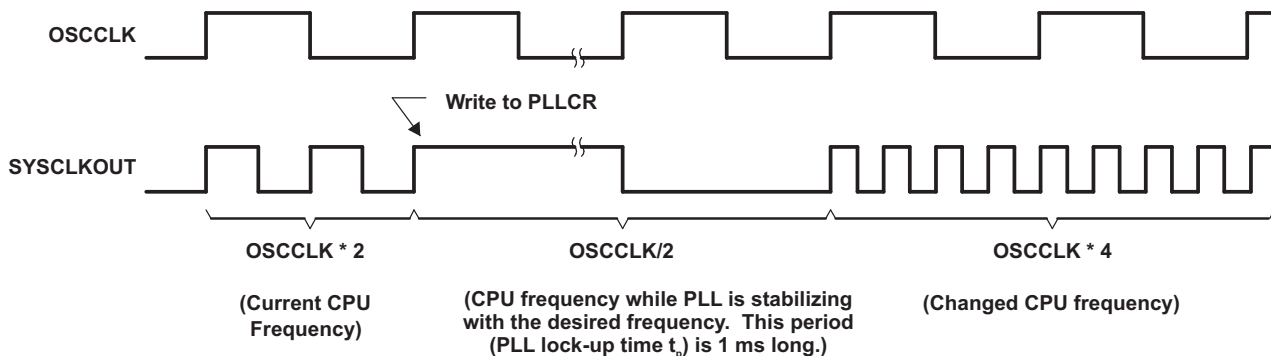 OSCCLK
Write to PLLCR
SYSCLKOUT
OSCCLK * 2
(Current CPU
Frequency)
OSCCLK/2
(CPU frequency while PLL is stabilizing
with the desired frequency. This period
(PLL lock-up time tp) is 1 ms long.)
OSCCLK * 4
(Changed CPU frequency)